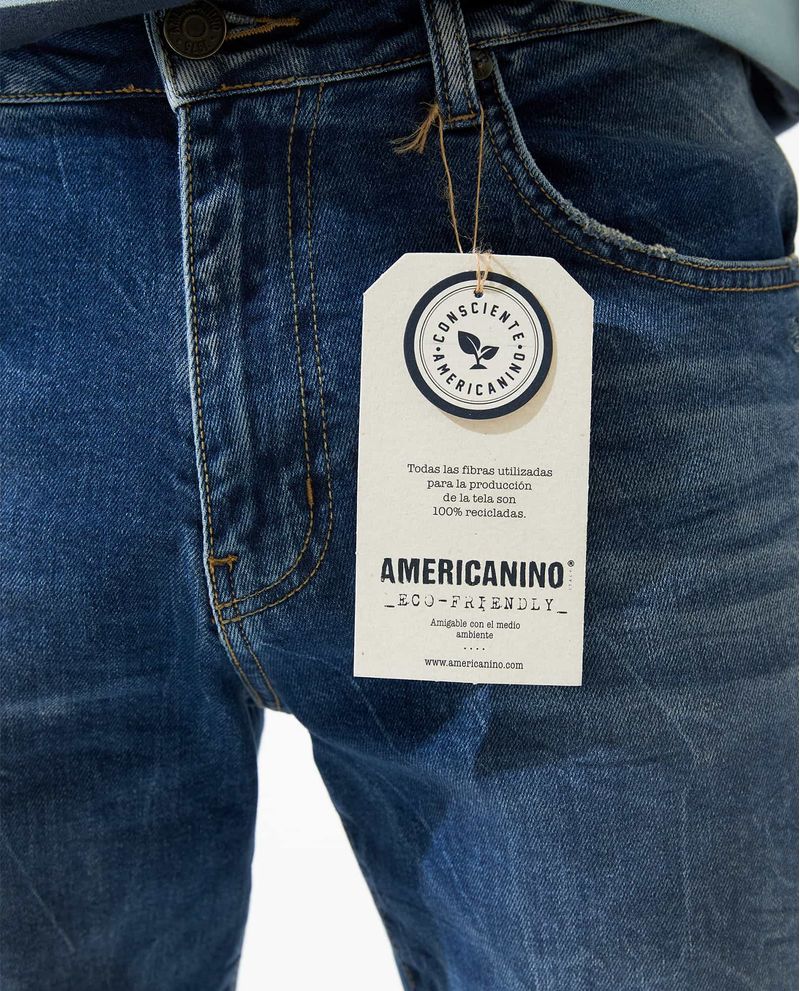 CONSCIENTE
AMERICANINO
Todas las fibras utilizadas
para la producción
de la tela son
100% recicladas.
AMERICANINO®
_ECO-FRIENDLY_
Amigable con el medio
ambiente
....
www.americanino.com